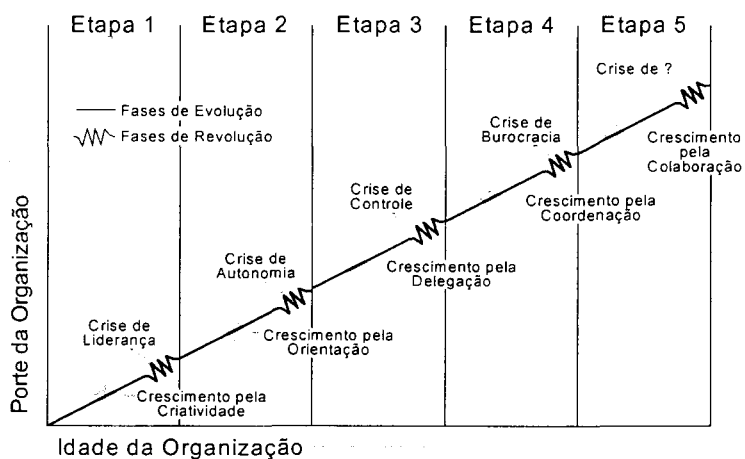 Etapa 1
Etapa 2
Etapa 3
Etapa 4
Etapa 5
Crise de ?
Fases de Evolução
Fases de Revolução
Crise de
Burocracia
Crescimento
pela
Colaboração
Crise de
Controle
Crescimento pela
Coordenação
Crise de
Autonomia
Crescimento pela
Delegação
Crise de
Liderança
Crescimento pela
Orientação
Crescimento pela
Criatividade
Porte da Organização
Idade da Organização